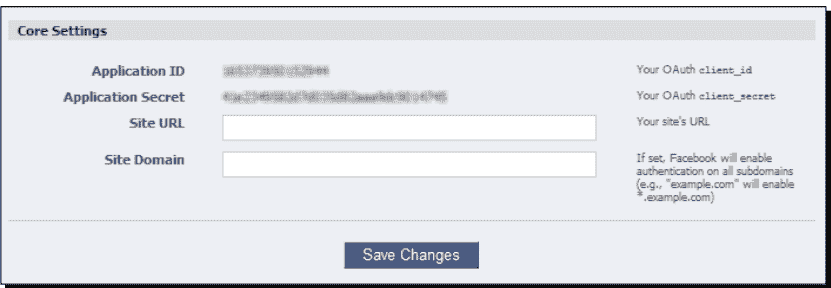 Core Settings
Application ID
Your OAuth client_id
Application Secret
Your OAuth client_secret
Site URL
Your site's URL
Site Domain
If set, Facebook will enable
authentication on all subdomains
(e.g., "example.com" will enable
*.example.com)
Save Changes